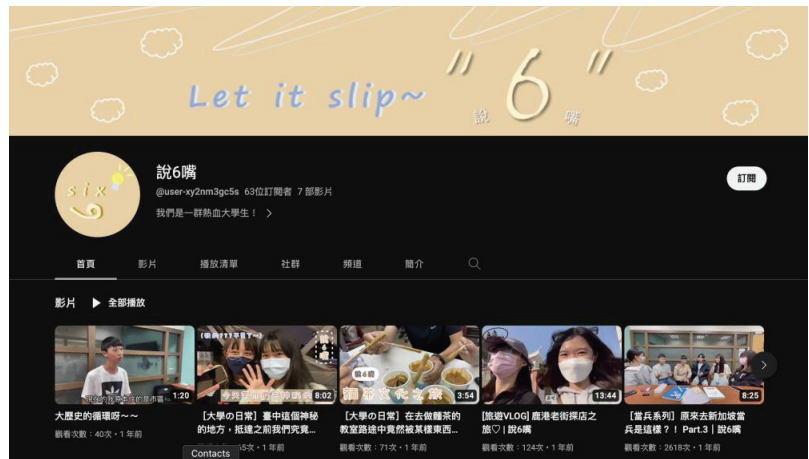 Let it slip~
"6"
說 嘴
six
說6嘴
@user-xy2nm3gc5s 63位訂閱者 7 部影片
我們是一群熱血大學生！
訂閱
首頁 影片 播放清單 社群 頻道 簡介
影片 ▶ 全部播放
1:20
8:02
3:54
13:44
8:25
大歷史的循環呀～～
觀看次數：40次・1 年前
【大學の日常】臺中這個神秘
的地方，抵達之前我們究竟...
65次・1 年前
【大學の日常】在去做麵茶的
教室路途中竟然被某樣東西...
觀看次數：71次・1 年前
[旅遊VLOG] 鹿港老街探店之
旅♡ | 說6嘴
觀看次數：124次・1 年前
【當兵系列】原來去新加坡當
兵是這樣？！ Part.3｜說6嘴
觀看次數：2618次・1 年前
Contacts